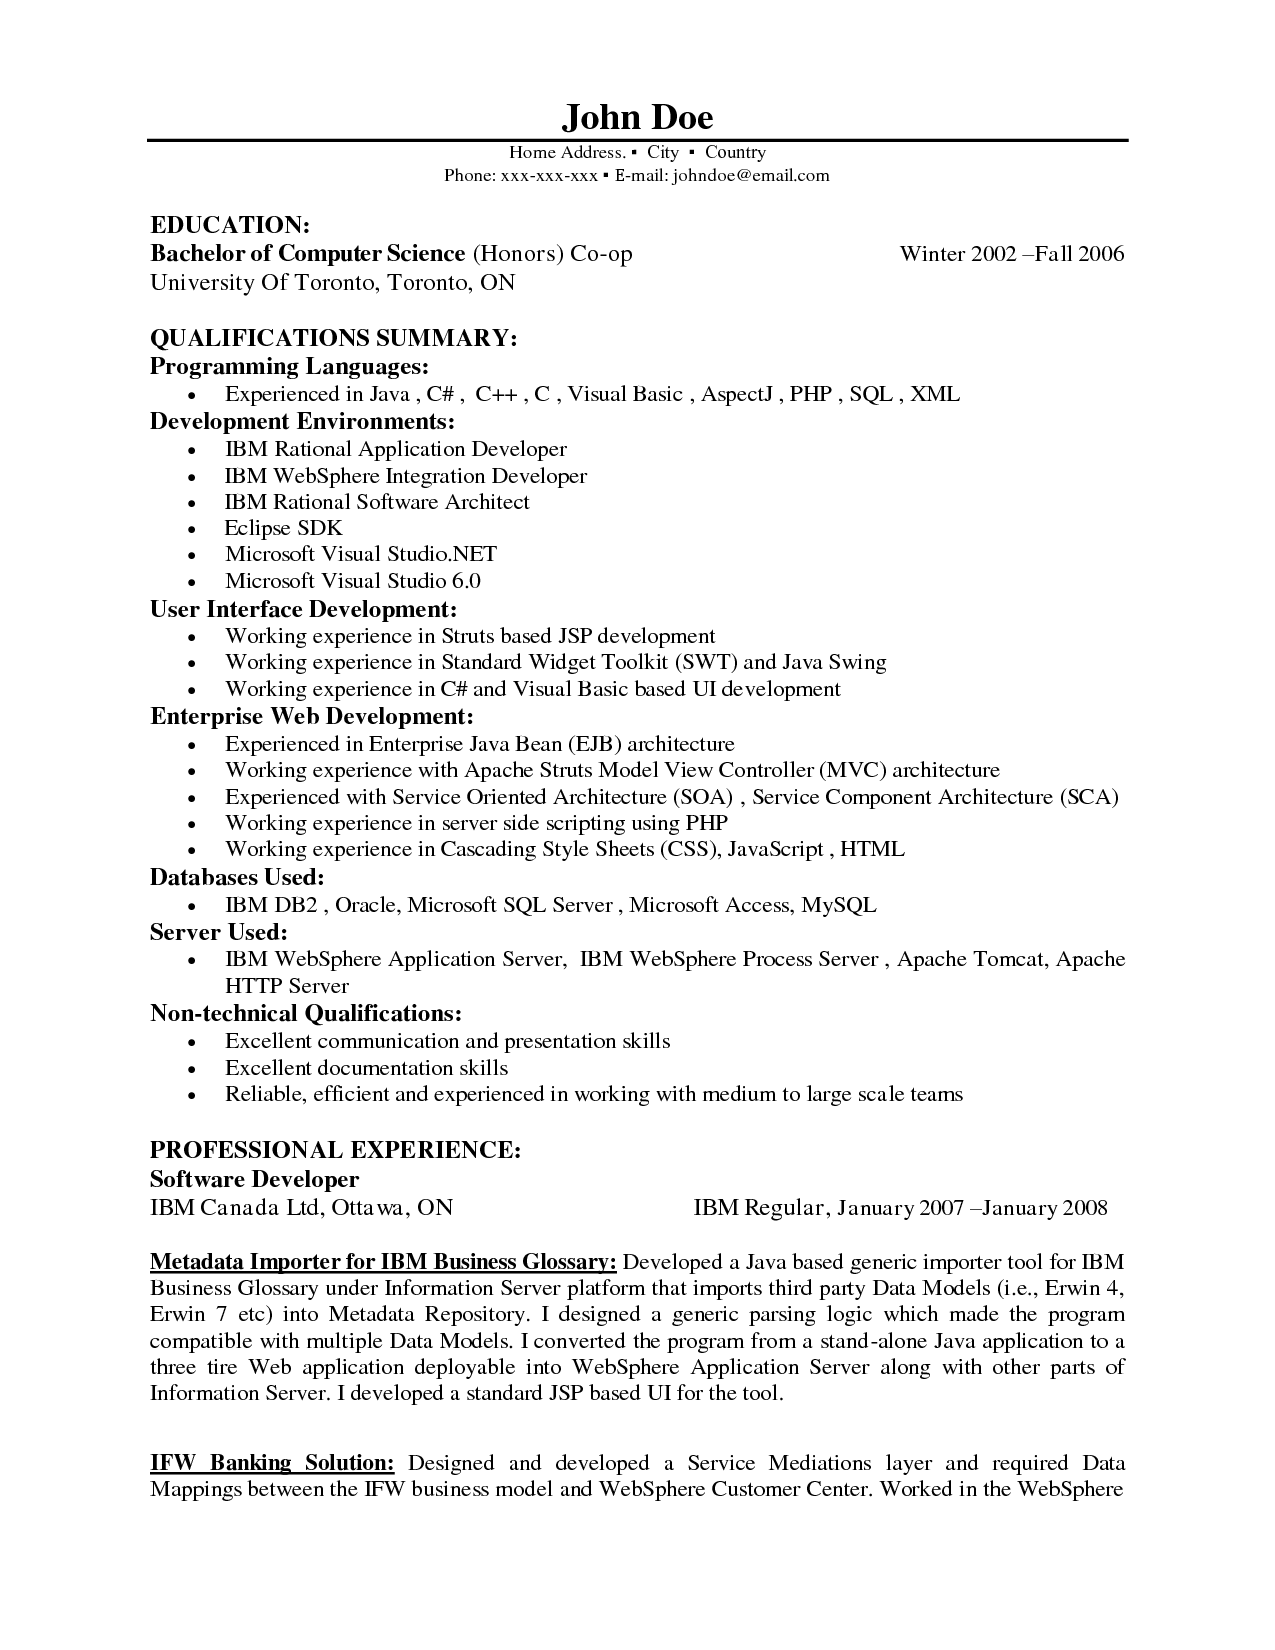 John Doe
Home Address. ▪ City ▪ Country
Phone: xxx-xxx-xxx ▪ E-mail: johndoe@email.com
EDUCATION:
Bachelor of Computer Science (Honors) Co-op Winter 2002 –Fall 2006
University Of Toronto, Toronto, ON
QUALIFICATIONS SUMMARY:
Programming Languages:
• Experienced in Java , C# , C++ , C , Visual Basic , AspectJ , PHP , SQL , XML
Development Environments:
• IBM Rational Application Developer
• IBM WebSphere Integration Developer
• IBM Rational Software Architect
• Eclipse SDK
• Microsoft Visual Studio.NET
• Microsoft Visual Studio 6.0
User Interface Development:
• Working experience in Struts based JSP development
• Working experience in Standard Widget Toolkit (SWT) and Java Swing
• Working experience in C# and Visual Basic based UI development
Enterprise Web Development:
• Experienced in Enterprise Java Bean (EJB) architecture
• Working experience with Apache Struts Model View Controller (MVC) architecture
• Experienced with Service Oriented Architecture (SOA) , Service Component Architecture (SCA)
• Working experience in server side scripting using PHP
• Working experience in Cascading Style Sheets (CSS), JavaScript , HTML
Databases Used:
• IBM DB2 , Oracle, Microsoft SQL Server , Microsoft Access, MySQL
Server Used:
• IBM WebSphere Application Server, IBM WebSphere Process Server , Apache Tomcat, Apache
HTTP Server
Non-technical Qualifications:
• Excellent communication and presentation skills
• Excellent documentation skills
• Reliable, efficient and experienced in working with medium to large scale teams
PROFESSIONAL EXPERIENCE:
Software Developer
IBM Canada Ltd, Ottawa, ON IBM Regular, January 2007 –January 2008
Metadata Importer for IBM Business Glossary: Developed a Java based generic importer tool for IBM
Business Glossary under Information Server platform that imports third party Data Models (i.e., Erwin 4,
Erwin 7 etc) into Metadata Repository. I designed a generic parsing logic which made the program
compatible with multiple Data Models. I converted the program from a stand-alone Java application to a
three tire Web application deployable into WebSphere Application Server along with other parts of
Information Server. I developed a standard JSP based UI for the tool.
IFW Banking Solution: Designed and developed a Service Mediations layer and required Data
Mappings between the IFW business model and WebSphere Customer Center. Worked in the WebSphere